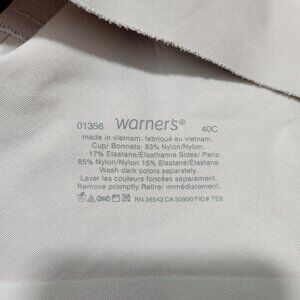 01356 warner's® 40C
made in vietnam fabriqué au vietnam.
Cup/ Bonnets: 83% Nylon/Nylon.
17% Elastane/Élasthanne Sides/ Pans:
85% Nylon/Nylon 15% Elastane/Élastane
Wash dark colors separately.
Laver les couleurs foncées séparément.
Remove promptly Retirer immédiatement.
RN 36543 CA 50900 FID# TE6